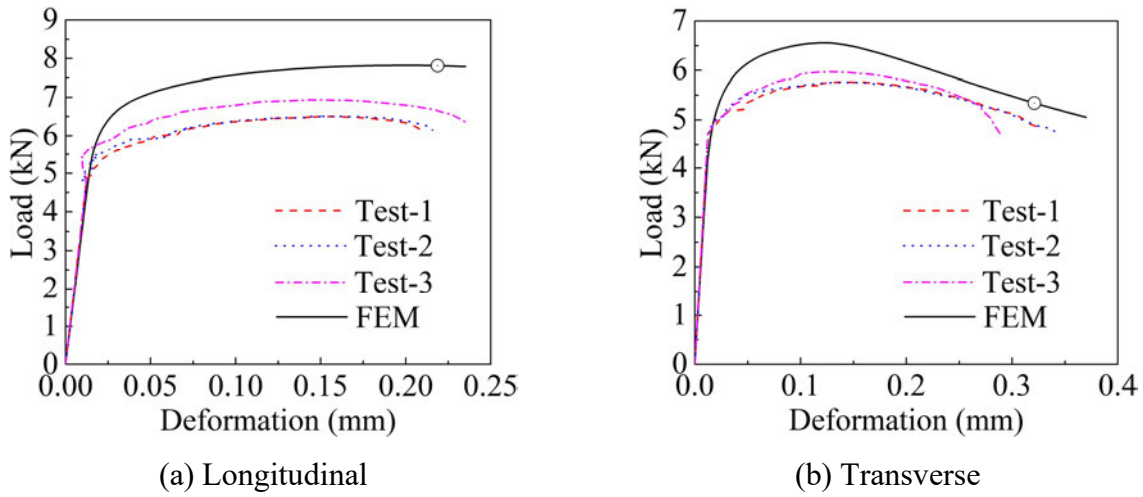 9
8
7
6
5
4
3
2
1
0
Load (kN)
0.00 0.05 0.10 0.15 0.20 0.25
Deformation (mm)
Test-1
Test-2
Test-3
FEM
(a) Longitudinal
7
6
5
4
3
2
1
0
Load (kN)
0.0 0.1 0.2 0.3 0.4
Deformation (mm)
Test-1
Test-2
Test-3
FEM
(b) Transverse